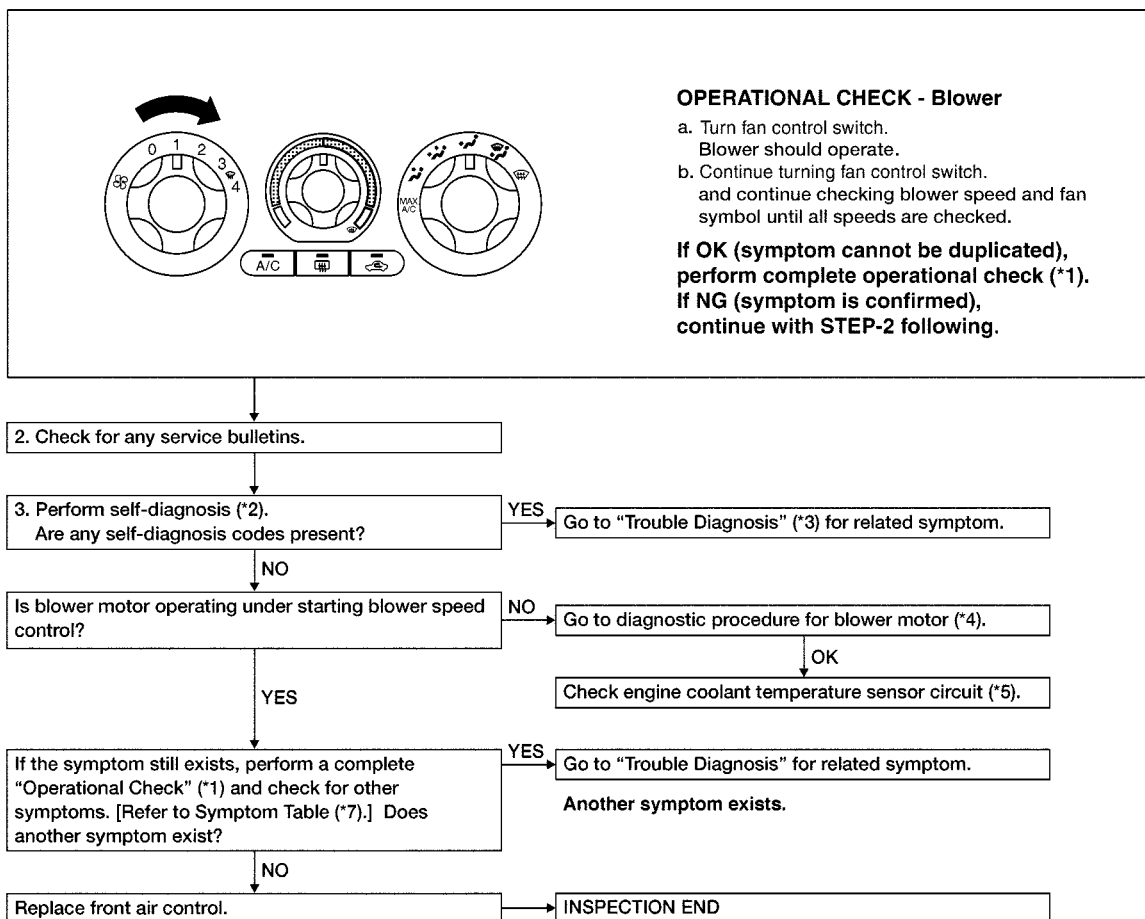 0 1 2 3 4
MAX
A/C
A/C
OPERATIONAL CHECK - Blower
a. Turn fan control switch.
Blower should operate.
b. Continue turning fan control switch.
and continue checking blower speed and fan
symbol until all speeds are checked.
If OK (symptom cannot be duplicated),
perform complete operational check (*1).
If NG (symptom is confirmed),
continue with STEP-2 following.
2. Check for any service bulletins.
3. Perform self-diagnosis (*2).
Are any self-diagnosis codes present?
YES
Go to “Trouble Diagnosis” (*3) for related symptom.
NO
Is blower motor operating under starting blower speed
control?
NO
Go to diagnostic procedure for blower motor (*4).
OK
Check engine coolant temperature sensor circuit (*5).
YES
If the symptom still exists, perform a complete
“Operational Check” (*1) and check for other
symptoms. [Refer to Symptom Table (*7).] Does
another symptom exist?
YES
Go to “Trouble Diagnosis” for related symptom.
Another symptom exists.
NO
Replace front air control.
INSPECTION END